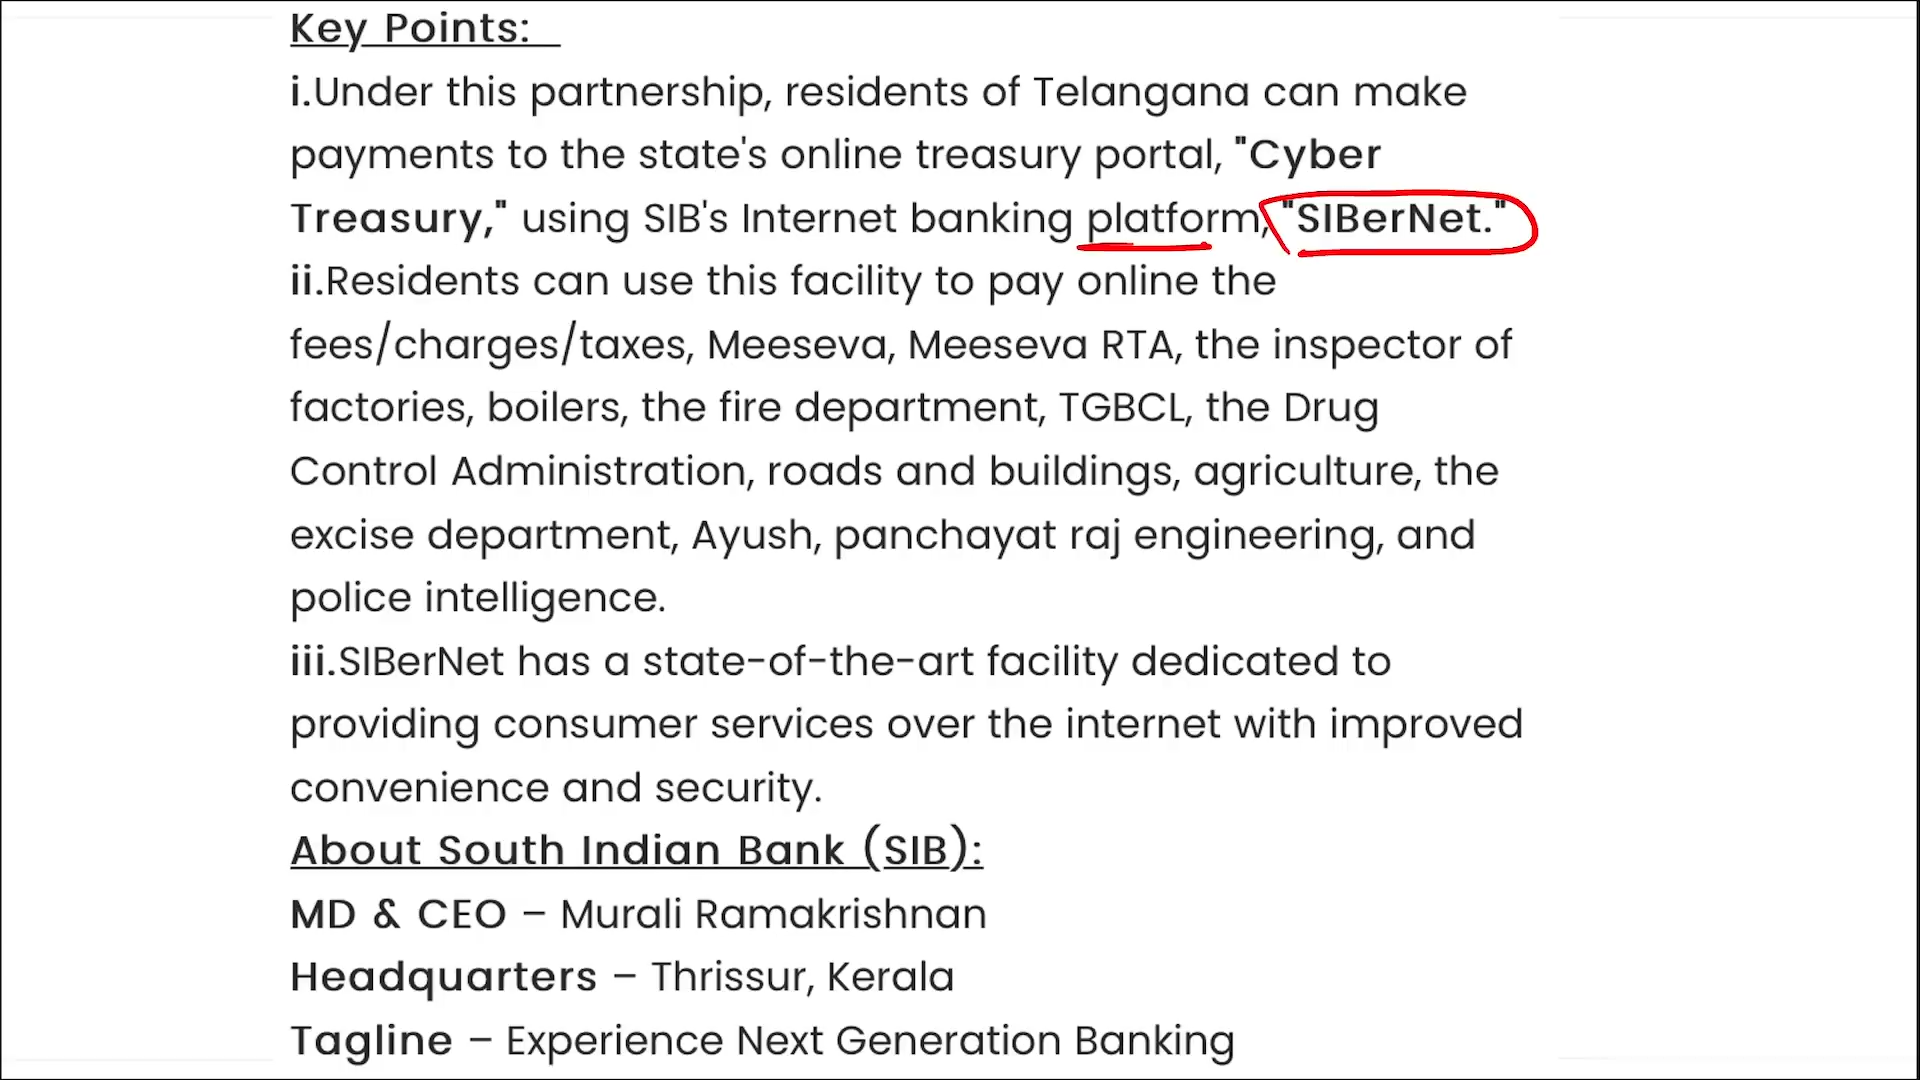 Key Points:
i.Under this partnership, residents of Telangana can make
payments to the state's online treasury portal, "Cyber
Treasury," using SIB's Internet banking platform, "SIBerNet."
ii.Residents can use this facility to pay online the
fees/charges/taxes, Meeseva, Meeseva RTA, the inspector of
factories, boilers, the fire department, TGBCL, the Drug
Control Administration, roads and buildings, agriculture, the
excise department, Ayush, panchayat raj engineering, and
police intelligence.
iii.SIBerNet has a state-of-the-art facility dedicated to
providing consumer services over the internet with improved
convenience and security.
About South Indian Bank (SIB):
MD & CEO – Murali Ramakrishnan
Headquarters – Thrissur, Kerala
Tagline – Experience Next Generation Banking